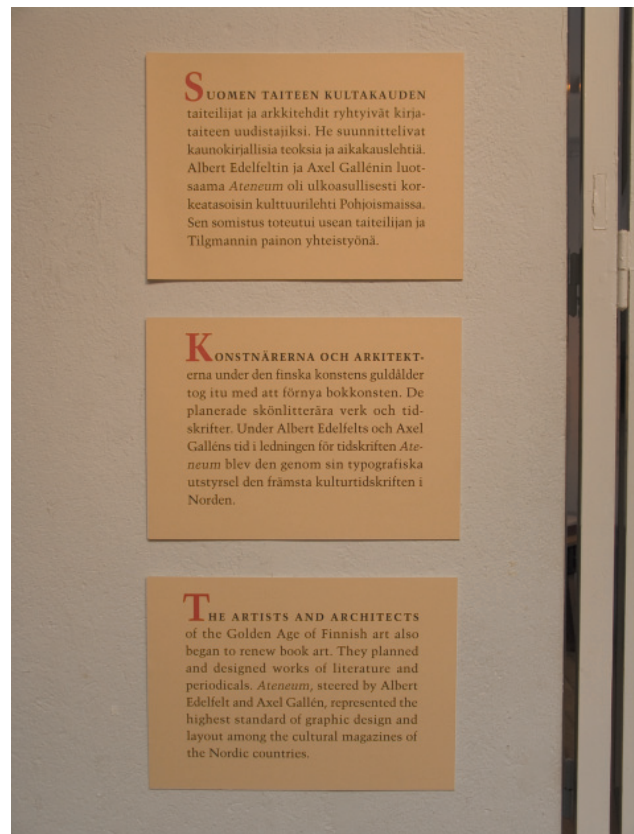 SUOMEN TAITEEN KULTAKAUDEN
taiteilijat ja arkkitehdit ryhtyivät kirja-
taiteen uudistajiksi. He suunnittelivat
kaunokirjallisia teoksia ja aikakauslehtiä.
Albert Edelfeltin ja Axel Gallénin luot-
saama Ateneum oli ulkoasullisesti kor-
keatasoisin kulttuurilehti Pohjoismaissa.
Sen somistus toteutui usean taiteilijan ja
Tilgmannin painon yhteistyönä.
KONSTNÄRERNA OCH ARKITEKT-
erna under den finska konstens guldålder
tog itu med att förnya bokkonsten. De
planerade skönlitterära verk och tid-
skrifter. Under Albert Edelfelts och Axel
Galléns tid i ledningen för tidskriften Ate-
neum blev den genom sin typografiska
utstyrsel den främsta kulturtidskriften i
Norden.
THE ARTISTS AND ARCHITECTS
of the Golden Age of Finnish art also
began to renew book art. They planned
and designed works of literature and
periodicals. Ateneum, steered by Albert
Edelfelt and Axel Gallén, represented the
highest standard of graphic design and
layout among the cultural magazines of
the Nordic countries.